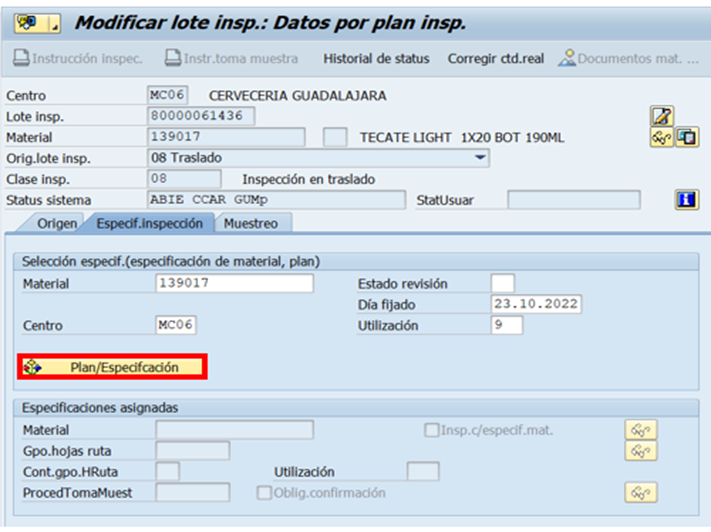 Modificar lote insp.: Datos por plan insp.
Instrucción inspec. Instr.toma muestra Historial de status Corregir ctd.real Documentos mat. ...
Centro MC06 CERVECERIA GUADALAJARA
Lote insp. 80000061436
Material 139017 TECATE LIGHT 1X20 BOT 190ML
Orig.lote insp. 08 Traslado
Clase insp. 08 Inspección en traslado
Status sistema ABIE CCAR GUMp StatUsuar
Origen Especif.inspección Muestreo
Selección especif.(especificación de material, plan)
Material 139017 Estado revisión
Día fijado 23.10.2022
Centro MC06 Utilización 9
Plan/Especifcación
Especificaciones asignadas
Material Insp.c/especif.mat.
Gpo.hojas ruta
Cont.gpo.HRuta Utilización
ProcedTomaMuest Oblig.confirmación